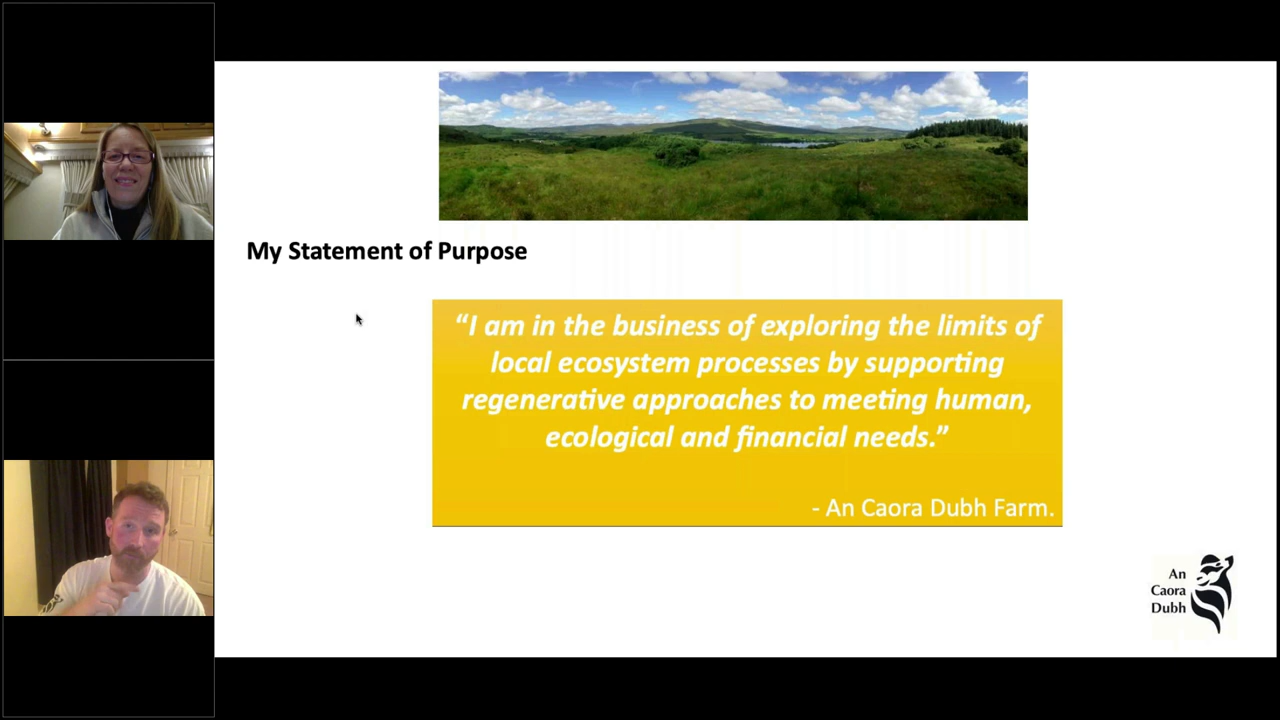 My Statement of Purpose
“I am in the business of exploring the limits of
local ecosystem processes by supporting
regenerative approaches to meeting human,
ecological and financial needs.”
- An Caora Dubh Farm.
An
Caora
Dubh